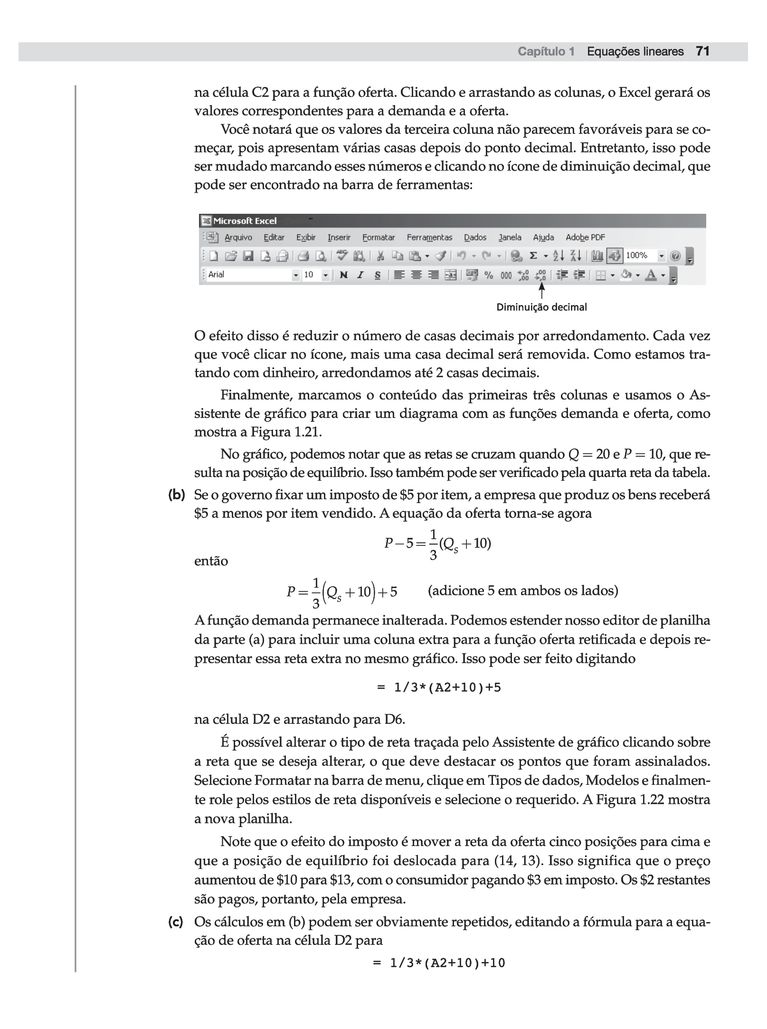 Capítulo 1 Equações lineares 71
na célula C2 para a função oferta. Clicando e arrastando as colunas, o Excel gerará os
valores correspondentes para a demanda e a oferta.
Você notará que os valores da terceira coluna não parecem favoráveis para se co-
meçar, pois apresentam várias casas depois do ponto decimal. Entretanto, isso pode
ser mudado marcando esses números e clicando no ícone de diminuição decimal, que
pode ser encontrado na barra de ferramentas:
Microsoft Excel
Arquivo Editar Exibir Inserir Formatar Ferramentas Dados Janela Ajuda Adobe PDF
100%
Arial 10 N I S % 000
Diminuição decimal
O efeito disso é reduzir o número de casas decimais por arredondamento. Cada vez
que você clicar no ícone, mais uma casa decimal será removida. Como estamos tra-
tando com dinheiro, arredondamos até 2 casas decimais.
Finalmente, marcamos o conteúdo das primeiras três colunas e usamos o As-
sistente de gráfico para criar um diagrama com as funções demanda e oferta, como
mostra a Figura 1.21.
No gráfico, podemos notar que as retas se cruzam quando Q = 20 e P = 10, que re-
sulta na posição de equilíbrio. Isso também pode ser verificado pela quarta reta da tabela.
(b) Se o governo fixar um imposto de $5 por item, a empresa que produz os bens receberá
$5 a menos por item vendido. A equação da oferta torna-se agora
P − 5 = 1/3 (Qs + 10)
então
P = 1/3 (Qs + 10) + 5 (adicione 5 em ambos os lados)
A função demanda permanece inalterada. Podemos estender nosso editor de planilha
da parte (a) para incluir uma coluna extra para a função oferta retificada e depois re-
presentar essa reta extra no mesmo gráfico. Isso pode ser feito digitando
= 1/3*(A2+10)+5
na célula D2 e arrastando para D6.
É possível alterar o tipo de reta traçada pelo Assistente de gráfico clicando sobre
a reta que se deseja alterar, o que deve destacar os pontos que foram assinalados.
Selecione Formatar na barra de menu, clique em Tipos de dados, Modelos e finalmen-
te role pelos estilos de reta disponíveis e selecione o requerido. A Figura 1.22 mostra
a nova planilha.
Note que o efeito do imposto é mover a reta da oferta cinco posições para cima e
que a posição de equilíbrio foi deslocada para (14, 13). Isso significa que o preço
aumentou de $10 para $13, com o consumidor pagando $3 em imposto. Os $2 restantes
são pagos, portanto, pela empresa.
(c) Os cálculos em (b) podem ser obviamente repetidos, editando a fórmula para a equa-
ção de oferta na célula D2 para
= 1/3*(A2+10)+10